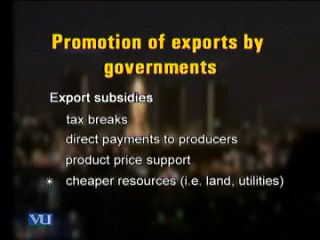 Promotion of exports by
governments
Export subsidies
tax breaks
direct payments to producers
product price support
* cheaper resources (i.e. land, utilities)
VU